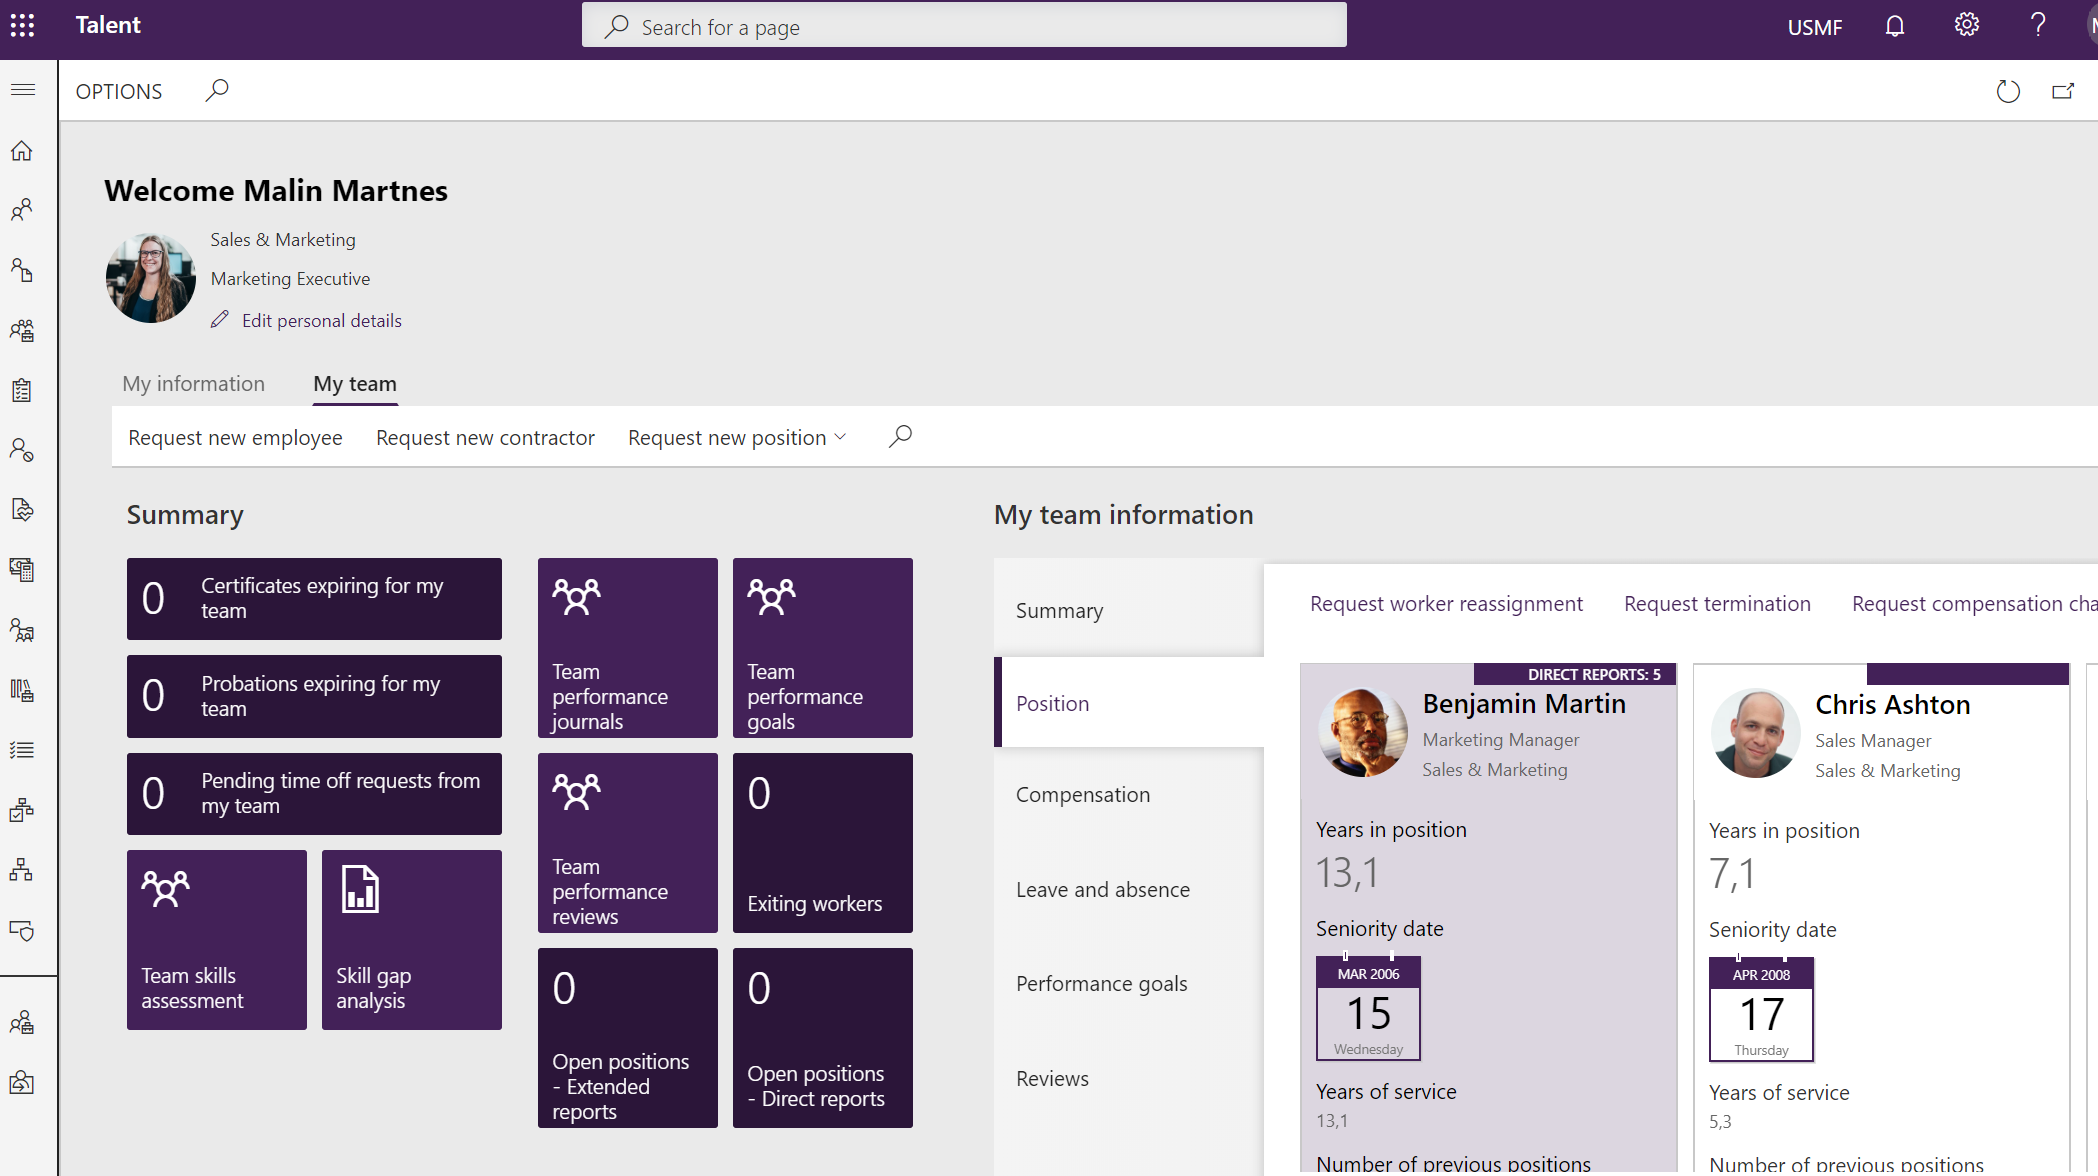 Talent
Search for a page
USMF
OPTIONS
Welcome Malin Martnes
Sales & Marketing
Marketing Executive
Edit personal details
My information
My team
Request new employee
Request new contractor
Request new position
Summary
0
Certificates expiring for my
team
0
Probations expiring for my
team
0
Pending time off requests from
my team
Team skills
assessment
Skill gap
analysis
Team
performance
journals
Team
performance
goals
Team
performance
reviews
0
Exiting workers
0
Open positions
- Extended
reports
0
Open positions
- Direct reports
My team information
Summary
Position
Compensation
Leave and absence
Performance goals
Reviews
Request worker reassignment
Request termination
Request compensation cha
DIRECT REPORTS: 5
Benjamin Martin
Marketing Manager
Sales & Marketing
Years in position
13,1
Seniority date
MAR 2006
15
Wednesday
Years of service
13,1
Number of previous positions
Chris Ashton
Sales Manager
Sales & Marketing
Years in position
7,1
Seniority date
APR 2008
17
Thursday
Years of service
5,3
Number of previous positions